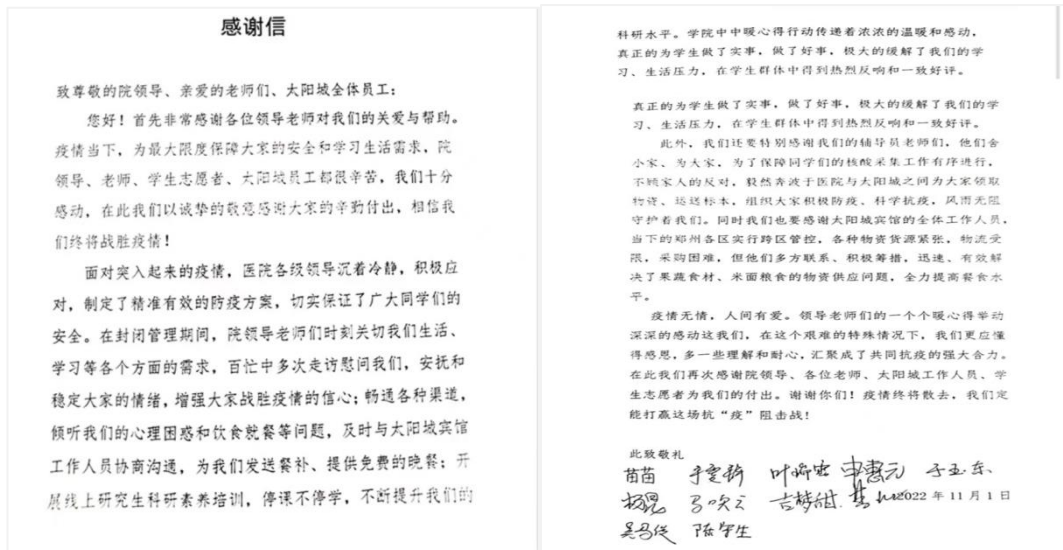 感谢信
致尊敬的院领导、亲爱的老师们、太阳城全体员工：
您好！首先非常感谢各位领导老师对我们的关爱与帮助。
疫情当下，为最大限度保障大家的安全和学习生活需求，院
领导、老师、学生志愿者、太阳城员工都很辛苦，我们十分
感动，在此我们以诚挚的敬意感谢大家的辛勤付出，相信我
们终将战胜疫情！
面对突入起来的疫情，医院各级领导沉着冷静，积极应
对，制定了精准有效的防疫方案，切实保证了广大同学们的
安全。在封闭管理期间，院领导老师们时刻关切我们生活、
学习等各个方面的需求，百忙中多次走访慰问我们，安抚和
稳定大家的情绪，增强大家战胜疫情的信心；畅通各种渠道，
倾听我们的心理困惑和饮食就餐等问题，及时与太阳城宾馆
工作人员协商沟通，为我们发送餐补、提供免费的晚餐；开
展线上研究生科研素养培训，停课不停学，不断提升我们的
科研水平。学院中中暖心得行动传递着浓浓的温暖和感动，
真正的为学生做了实事，做了好事，极大的缓解了我们的学
习、生活压力，在学生群体中得到热烈反响和一致好评。
真正的为学生做了实事，做了好事，极大的缓解了我们的学
习、生活压力，在学生群体中得到热烈反响和一致好评。
此外，我们还要特别感谢我们的辅导员老师们，他们舍
小家、为大家，为了保障同学们的核酸采集工作有序进行，
不顾家人的反对，毅然奔波于医院与太阳城之间为大家领取
物资、运送标本，组织大家积极防疫、科学抗疫，风雨无阻
守护着我们。同时我们也要感谢太阳城宾馆的全体工作人员，
当下的郑州各区实行跨区管控，各种物资货源紧张，物流受
限，采购困难，但他们多方联系、积极筹措，迅速、有效解
决了果蔬食材、米面粮食的物资供应问题，全力提高餐食水
平。
疫情无情，人间有爱。领导老师们的一个个暖心得举动
深深的感动这我们，在这个艰难的特殊情况下，我们更应懂
得感恩，多一些理解和耐心，汇聚成了共同抗疫的强大合力。
在此我们再次感谢院领导、各位老师、太阳城工作人员、学
生志愿者为我们的付出。谢谢你们！疫情终将散去，我们定
能打赢这场抗“疫”阻击战！
此致敬礼
苗苗 申惠元 于玉东
杨昆 2022 年 11 月 1 日